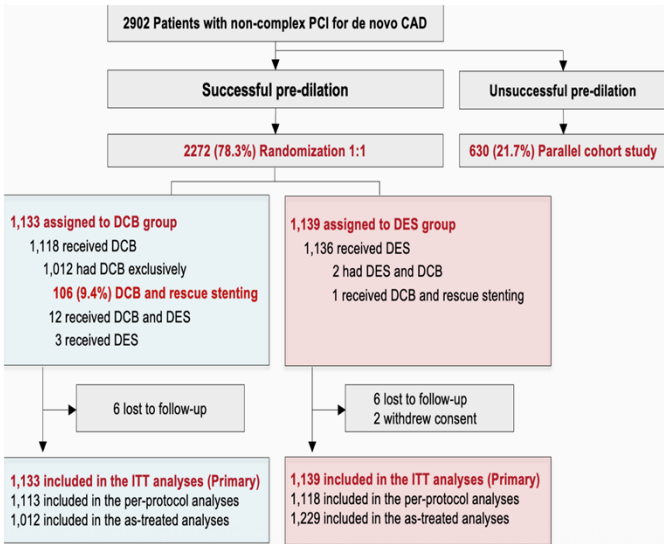 2902 Patients with non-complex PCI for de novo CAD
Successful pre-dilation
Unsuccessful pre-dilation
2272 (78.3%) Randomization 1:1
630 (21.7%) Parallel cohort study
1,133 assigned to DCB group
1,118 received DCB
1,012 had DCB exclusively
106 (9.4%) DCB and rescue stenting
12 received DCB and DES
3 received DES
1,139 assigned to DES group
1,136 received DES
2 had DES and DCB
1 received DCB and rescue stenting
6 lost to follow-up
6 lost to follow-up
2 withdrew consent
1,133 included in the ITT analyses (Primary)
1,113 included in the per-protocol analyses
1,012 included in the as-treated analyses
1,139 included in the ITT analyses (Primary)
1,118 included in the per-protocol analyses
1,229 included in the as-treated analyses